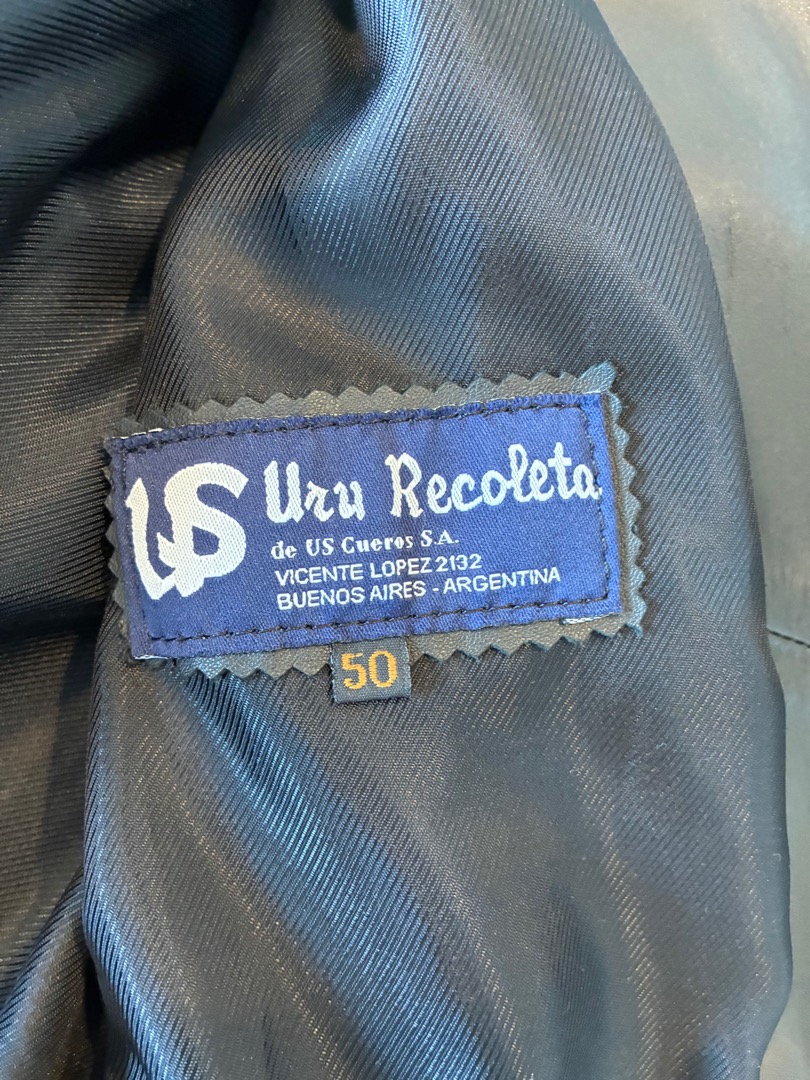 US Uru Recoleta
de US Cueros S.A.
VICENTE LOPEZ 2132
BUENOS AIRES - ARGENTINA
50